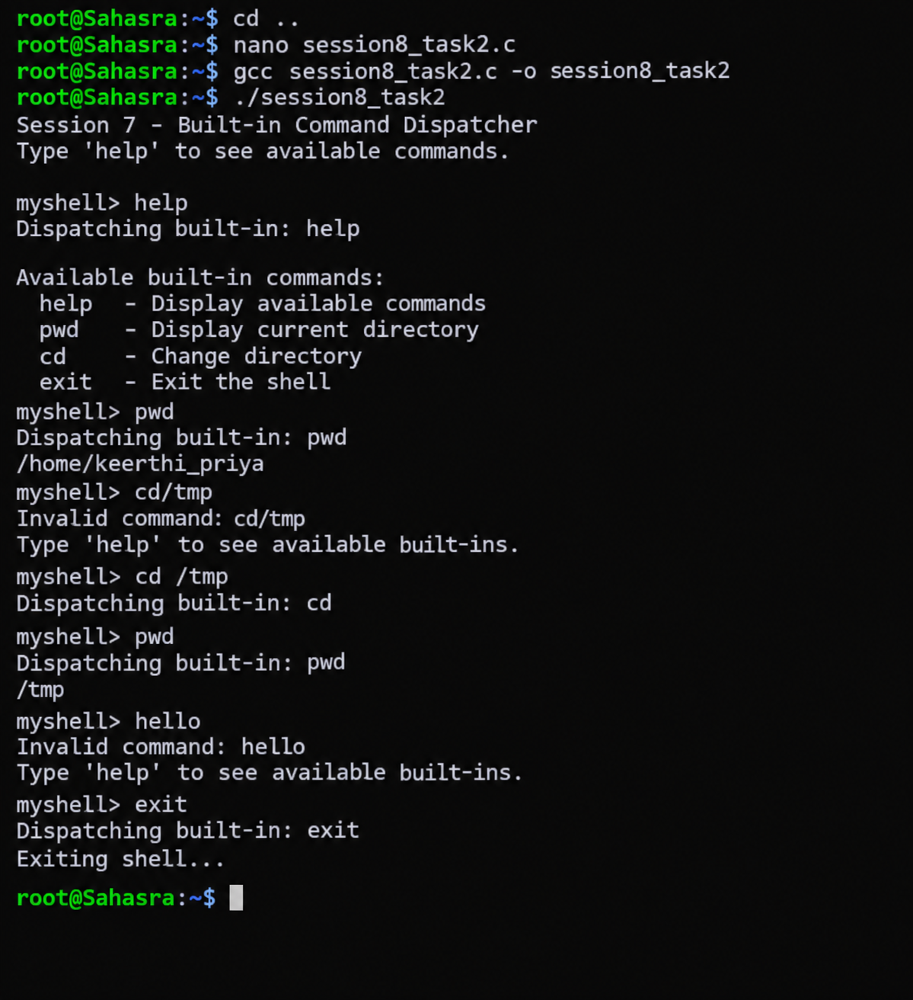 root@Sahasra:~$ cd ..
root@Sahasra:~$ nano session8_task2.c
root@Sahasra:~$ gcc session8_task2.c -o session8_task2
root@Sahasra:~$ ./session8_task2
Session 7 - Built-in Command Dispatcher
Type 'help' to see available commands.
myshell> help
Dispatching built-in: help
Available built-in commands:
help - Display available commands
pwd - Display current directory
cd - Change directory
exit - Exit the shell
myshell> pwd
Dispatching built-in: pwd
/home/keerthi_priya
myshell> cd/tmp
Invalid command: cd/tmp
Type 'help' to see available built-ins.
myshell> cd /tmp
Dispatching built-in: cd
myshell> pwd
Dispatching built-in: pwd
/tmp
myshell> hello
Invalid command: hello
Type 'help' to see available built-ins.
myshell> exit
Dispatching built-in: exit
Exiting shell...
root@Sahasra:~$